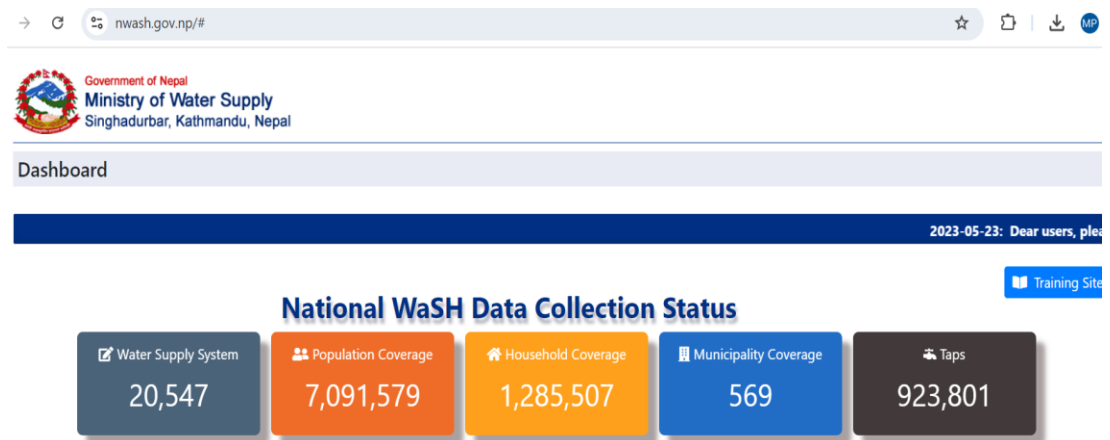 nwash.gov.np/#
MP
Government of Nepal
Ministry of Water Supply
Singhadurbar, Kathmandu, Nepal
Dashboard
2023-05-23: Dear users, plea
Training Site
National WaSH Data Collection Status
Water Supply System
20,547
Population Coverage
7,091,579
Household Coverage
1,285,507
Municipality Coverage
569
Taps
923,801